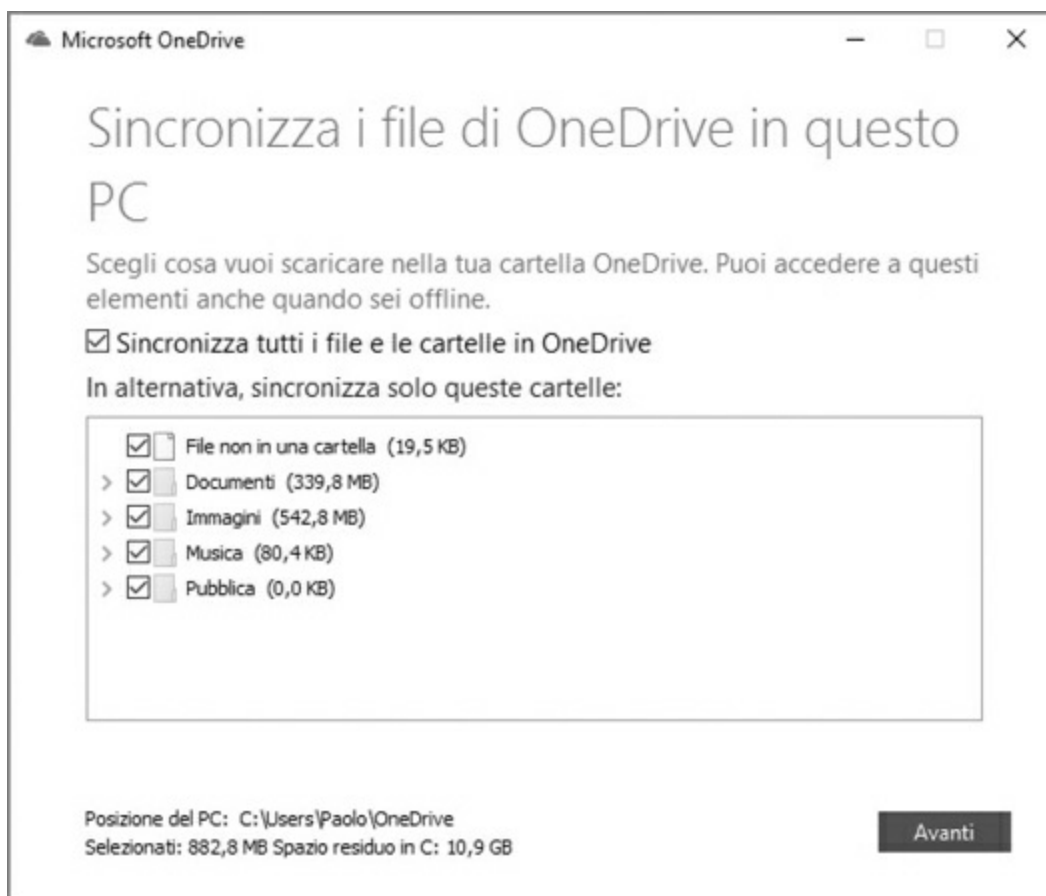 Microsoft OneDrive
Sincronizza i file di OneDrive in questo
PC
Scegli cosa vuoi scaricare nella tua cartella OneDrive. Puoi accedere a questi
elementi anche quando sei offline.
Sincronizza tutti i file e le cartelle in OneDrive
In alternativa, sincronizza solo queste cartelle:
File non in una cartella (19,5 KB)
Documenti (339,8 MB)
Immagini (542,8 MB)
Musica (80,4 KB)
Pubblica (0,0 KB)
Posizione del PC: C:\Users\Paolo\OneDrive
Selezionati: 882,8 MB Spazio residuo in C: 10,9 GB
Avanti